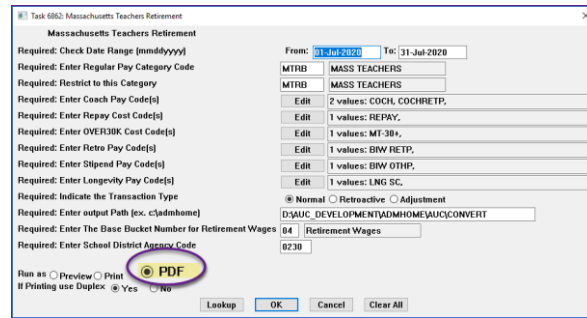 Task 6862: Massachusetts Teachers Retirement
Massachusetts Teachers Retirement
Required: Check Date Range (mmddyyyy) From: 01-Jul-2020 To: 31-Jul-2020
Required: Enter Regular Pay Category Code MTRB MASS TEACHERS
Required: Restrict to this Category MTRB MASS TEACHERS
Required: Enter Coach Pay Code(s) Edit 2 values: COCH, COCHRETP,
Required: Enter Repay Cost Code(s) Edit 1 values: REPAY,
Required: Enter OVER30K Cost Code(s) Edit 1 values: MT-30+,
Required: Enter Retro Pay Code(s) Edit 1 values: BIW RETP,
Required: Enter Stipend Pay Code(s) Edit 1 values: BIW OTHP,
Required: Enter Longevity Pay Code(s) Edit 1 values: LNG SC,
Required: Indicate the Transaction Type Normal Retroactive Adjustment
Required: Enter output Path (ex. c:\admhome) D:\AUC_DEVELOPMENT\ADMHOME\AUC\CONVERT
Required: Enter The Base Bucket Number for Retirement Wages 04 Retirement Wages
Required: Enter School District Agency Code 0230
Run as Preview Print PDF
If Printing use Duplex Yes No
Lookup OK Cancel Clear All